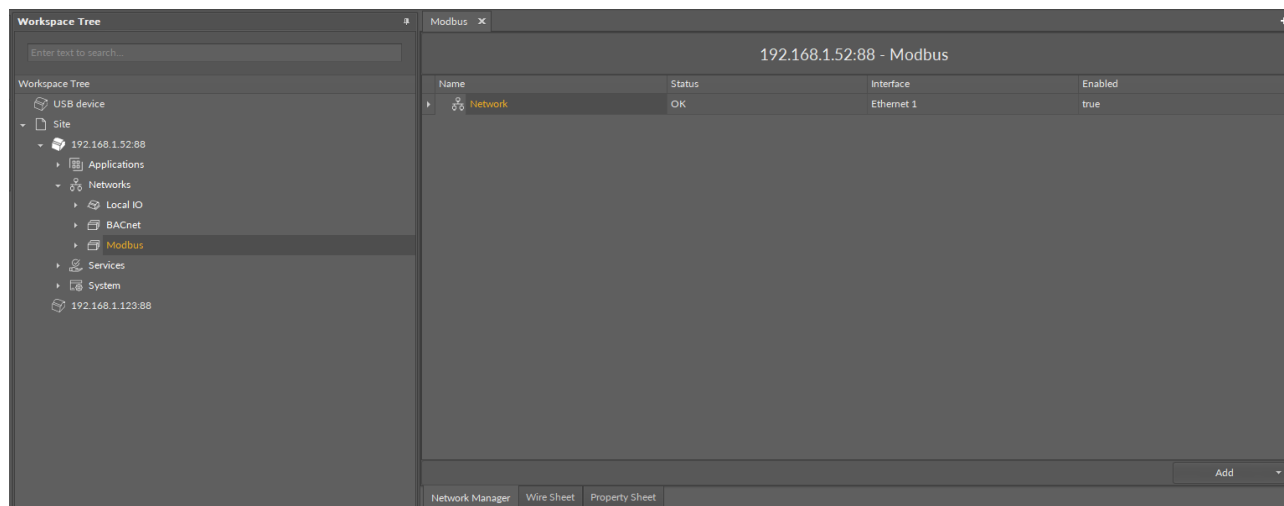 Workspace Tree
Enter text to search...
Workspace Tree
USB device
Site
192.168.1.52:88
Applications
Networks
Local IO
BACnet
Modbus
Services
System
192.168.1.123:88
Modbus
192.168.1.52:88 - Modbus
Name Status Interface Enabled
Network OK Ethernet 1 true
Add
Network Manager Wire Sheet Property Sheet